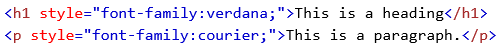 <h1 style="font-family:verdana;">This is a heading</h1>
<p style="font-family:courier;">This is a paragraph.</p>